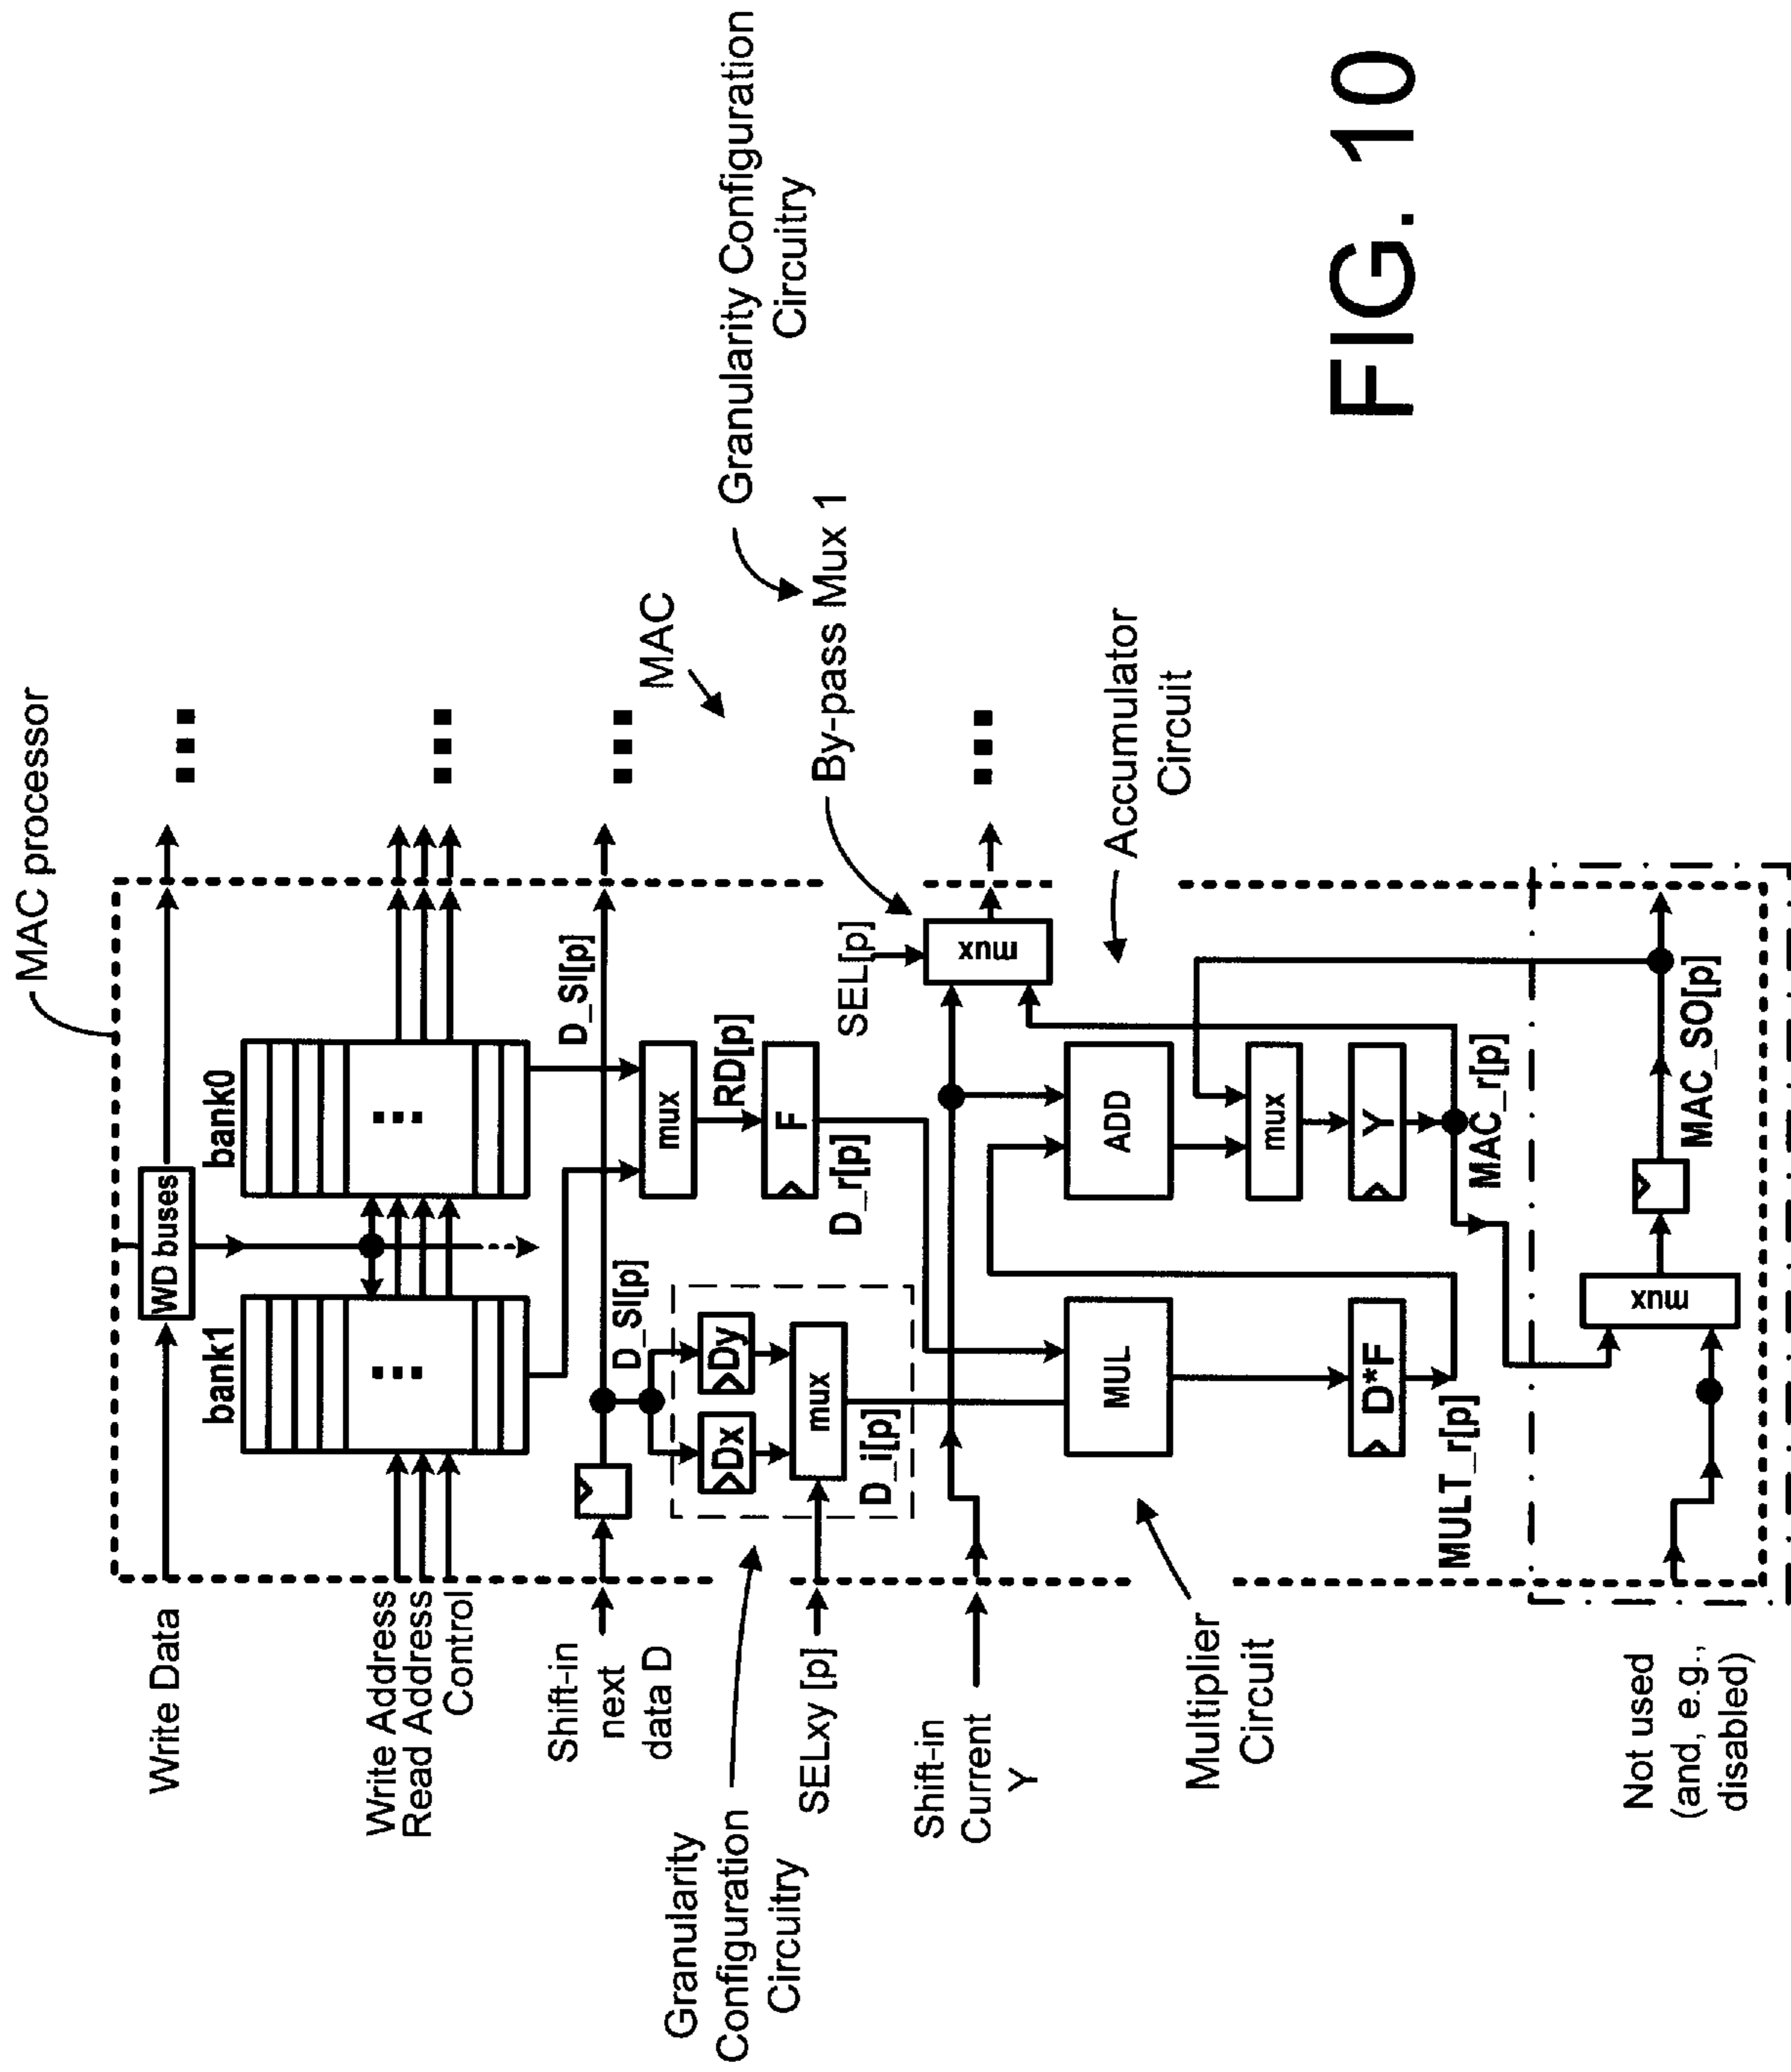 MAC processor
Write Data
WD buses
bank1
bank0
Write Address
Read Address
Control
D_SI[p]
D_SI[p]
MAC
Shift-in
next
data D
Dx
Dy
mux
mux
RD[p]
F
D_r[p]
D_i[p]
Granularity
Configuration
Circuitry
SELxy [p]
SEL[p]
By-pass Mux 1
Granularity Configuration
Circuitry
Shift-in
Current
Y
mux
MUL
ADD
Multiplier
Circuit
Accumulator
Circuit
mux
D*F
Y
MULT_r[p]
MAC_r[p]
mux
MAC_SO[p]
Not used
(and, e.g.,
disabled)
FIG. 10